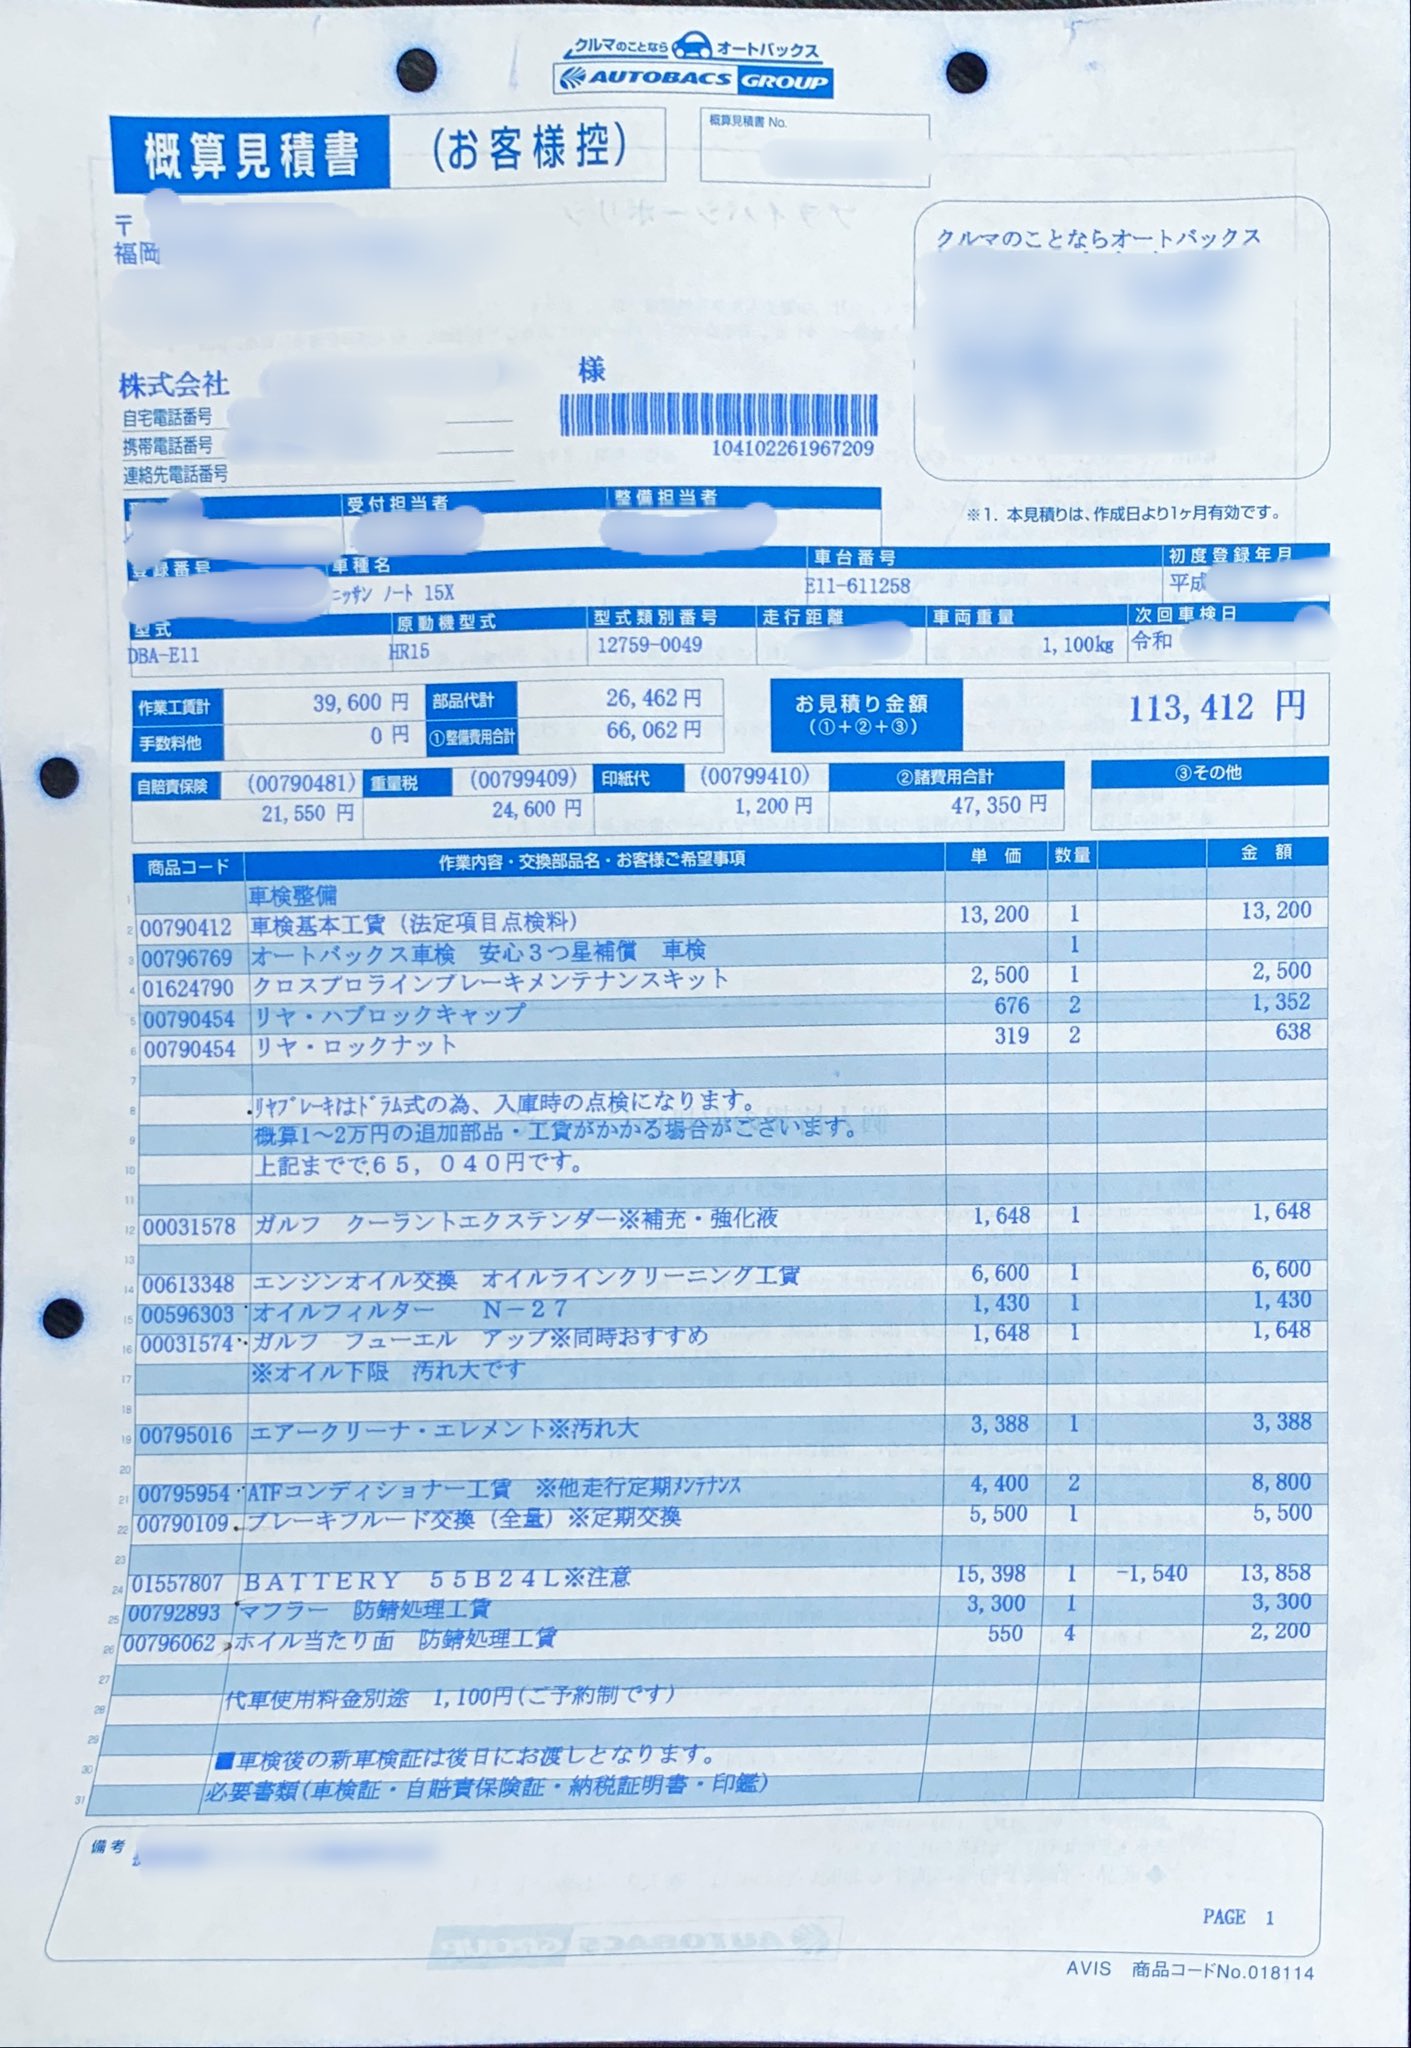 クルマのことなら オートバックス
AUTOBACS GROUP
概算見積書 (お客様控)
概算見積書 No.
〒
福岡
クルマのことならオートバックス
株式会社 様
自宅電話番号
携帯電話番号
連絡先電話番号
104102261967209
受付担当者 整備担当者
※1. 本見積りは、作成日より1ヶ月有効です。
登録番号 車種名 車台番号 初度登録年月
ニッサン ノート 15X E11-611258 平成
型式 原動機型式 型式類別番号 走行距離 車両重量 次回車検日
DBA-E11 HR15 12759-0049 1,100kg 令和
作業工賃計 39,600 円 部品代計 26,462 円
手数料他 0 円 ①整備費用合計 66,062 円
お見積り金額 (①+②+③) 113,412 円
自賠責保険 (00790481) 重量税 (00799409) 印紙代 (00799410) ②諸費用合計 ③その他
21,550 円 24,600 円 1,200 円 47,350 円
商品コード 作業内容・交換部品名・お客様ご希望事項 単価 数量 金額
1 車検整備
2 00790412 車検基本工賃(法定項目点検料) 13,200 1 13,200
3 00796769 オートバックス車検 安心3つ星補償 車検 1
4 01624790 クロスプロラインブレーキメンテナンスキット 2,500 1 2,500
5 00790454 リヤ・ハブロックキャップ 676 2 1,352
6 00790454 リヤ・ロックナット 319 2 638
7
8 リヤブレーキはドラム式の為、入庫時の点検になります。
9 概算1～2万円の追加部品・工賃がかかる場合がございます。
10 上記までで65,040円です。
11
12 00031578 ガルフ クーラントエクステンダー※補充・強化液 1,648 1 1,648
13
14 00613348 エンジンオイル交換 オイルラインクリーニング工賃 6,600 1 6,600
15 00596303 オイルフィルター N-27 1,430 1 1,430
16 00031574 ガルフ フューエル アップ※同時おすすめ 1,648 1 1,648
17 ※オイル下限 汚れ大です
18
19 00795016 エアークリーナ・エレメント※汚れ大 3,388 1 3,388
20
21 00795954 ATFコンディショナー工賃 ※他走行定期メンテナンス 4,400 2 8,800
22 00790109 ブレーキフルード交換(全量)※定期交換 5,500 1 5,500
23
24 01557807 BATTERY 55B24L※注意 15,398 1 -1,540 13,858
25 00792893 マフラー 防錆処理工賃 3,300 1 3,300
26 00796062 ホイル当たり面 防錆処理工賃 550 4 2,200
27
28 代車使用料金別途 1,100円(ご予約制です)
29
30 ■車検後の新車検証は後日にお渡しとなります。
31 必要書類(車検証・自賠責保険証・納税証明書・印鑑)
備考
PAGE 1
AVIS 商品コードNo.018114